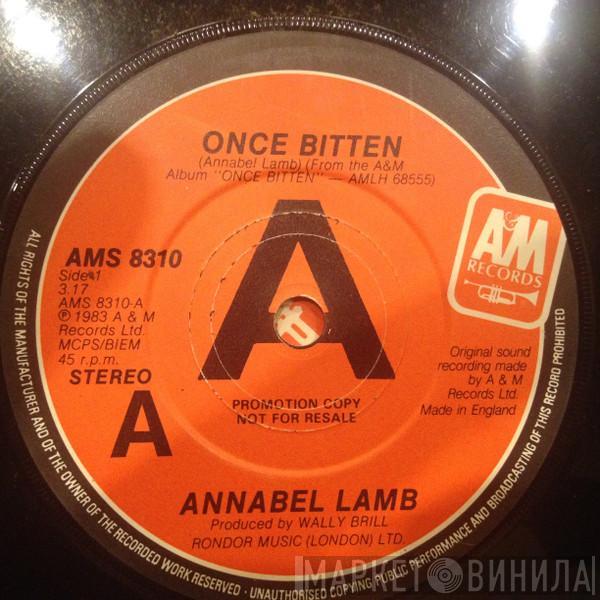 ONCE BITTEN
(Annabel Lamb) (From the A&M
Album "ONCE BITTEN" — AMLH 68555)
A
A&M
RECORDS
AMS 8310
Side 1
3.17
AMS 8310-A
℗ 1983 A & M
Records Ltd.
MCPS/BIEM
45 r.p.m.
STEREO
A
PROMOTION COPY
NOT FOR RESALE
Original sound
recording made
by A & M
Records Ltd.
Made in England
ANNABEL LAMB
Produced by WALLY BRILL
RONDOR MUSIC (LONDON) LTD.
ALL RIGHTS OF THE MANUFACTURER AND OF THE OWNER OF THE RECORDED WORK RESERVED · UNAUTHORISED COPYING PUBLIC PERFORMANCE AND BROADCASTING OF THIS RECORD PROHIBITED
МАРКЕТ ВИНИЛА